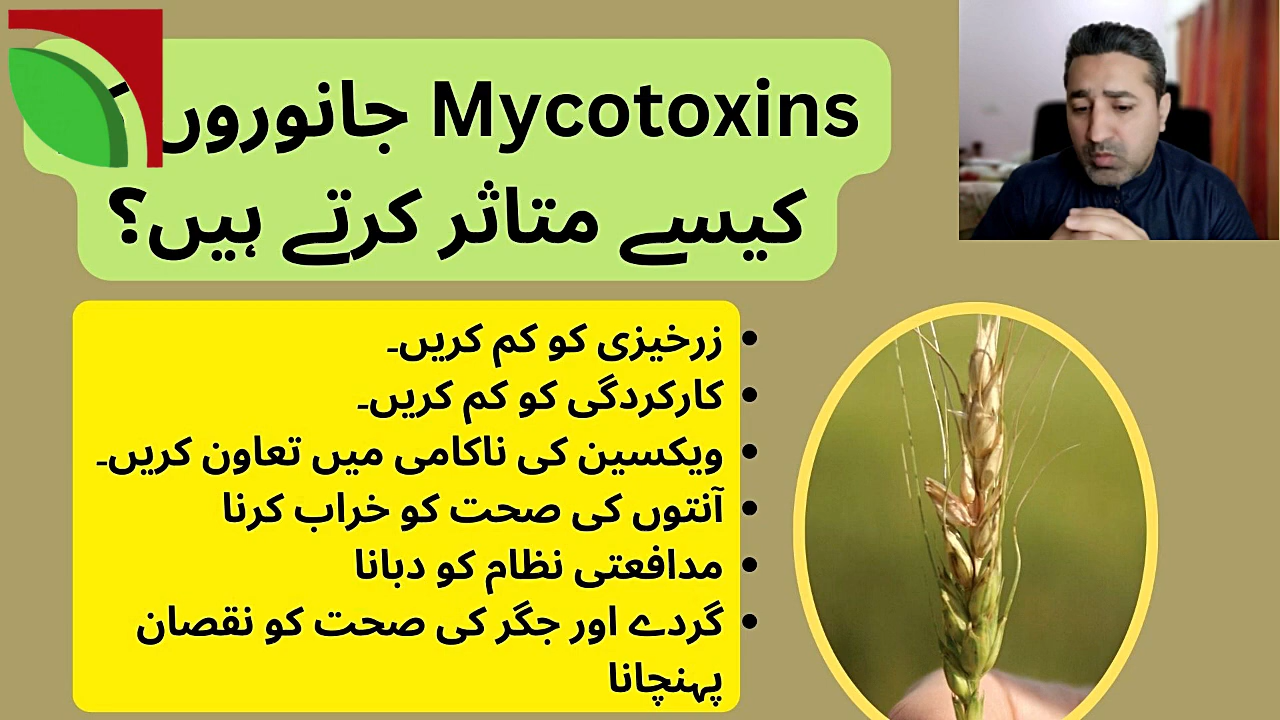 Mycotoxins جانوروں
کیسے متاثر کرتے ہیں؟
زرخیزی کو کم کریں۔
کارکردگی کو کم کریں۔
ویکسین کی ناکامی میں تعاون کریں۔
آنتوں کی صحت کو خراب کرنا
مدافعتی نظام کو دبانا
گردے اور جگر کی صحت کو نقصان
پہنچانا